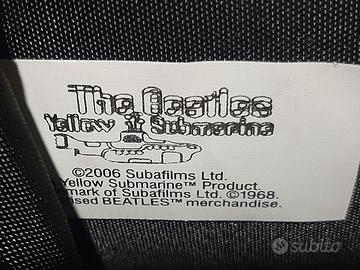 The Beatles
Yellow Submarine
©2006 Subafilms Ltd.
Yellow Submarine™ Product.
mark of Subafilms Ltd. ©1968.
sed BEATLES™ merchandise.
subito